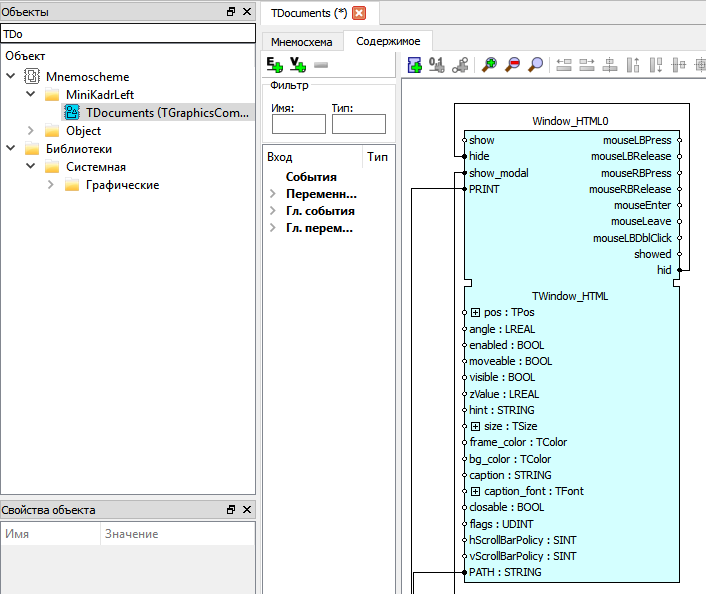 Объекты
TDo
Объект
Mnemoscheme
MiniKadrLeft
TDocuments (TGraphicsCom...
Object
Библиотеки
Системная
Графические
Свойства объекта
Имя
Значение
TDocuments (*)
Мнемосхема
Содержимое
E
V
Фильтр
Имя:
Тип:
Вход
Тип
События
Переменн...
Гл. события
Гл. перем...
0.1
Window_HTML0
show
mouseLBPress
hide
mouseLBRelease
show_modal
mouseRBPress
PRINT
mouseRBRelease
mouseEnter
mouseLeave
mouseLBDblClick
showed
hid
TWindow_HTML
pos : TPos
angle : LREAL
enabled : BOOL
moveable : BOOL
visible : BOOL
zValue : LREAL
hint : STRING
size : TSize
frame_color : TColor
bg_color : TColor
caption : STRING
caption_font : TFont
closable : BOOL
flags : UDINT
hScrollBarPolicy : SINT
vScrollBarPolicy : SINT
PATH : STRING